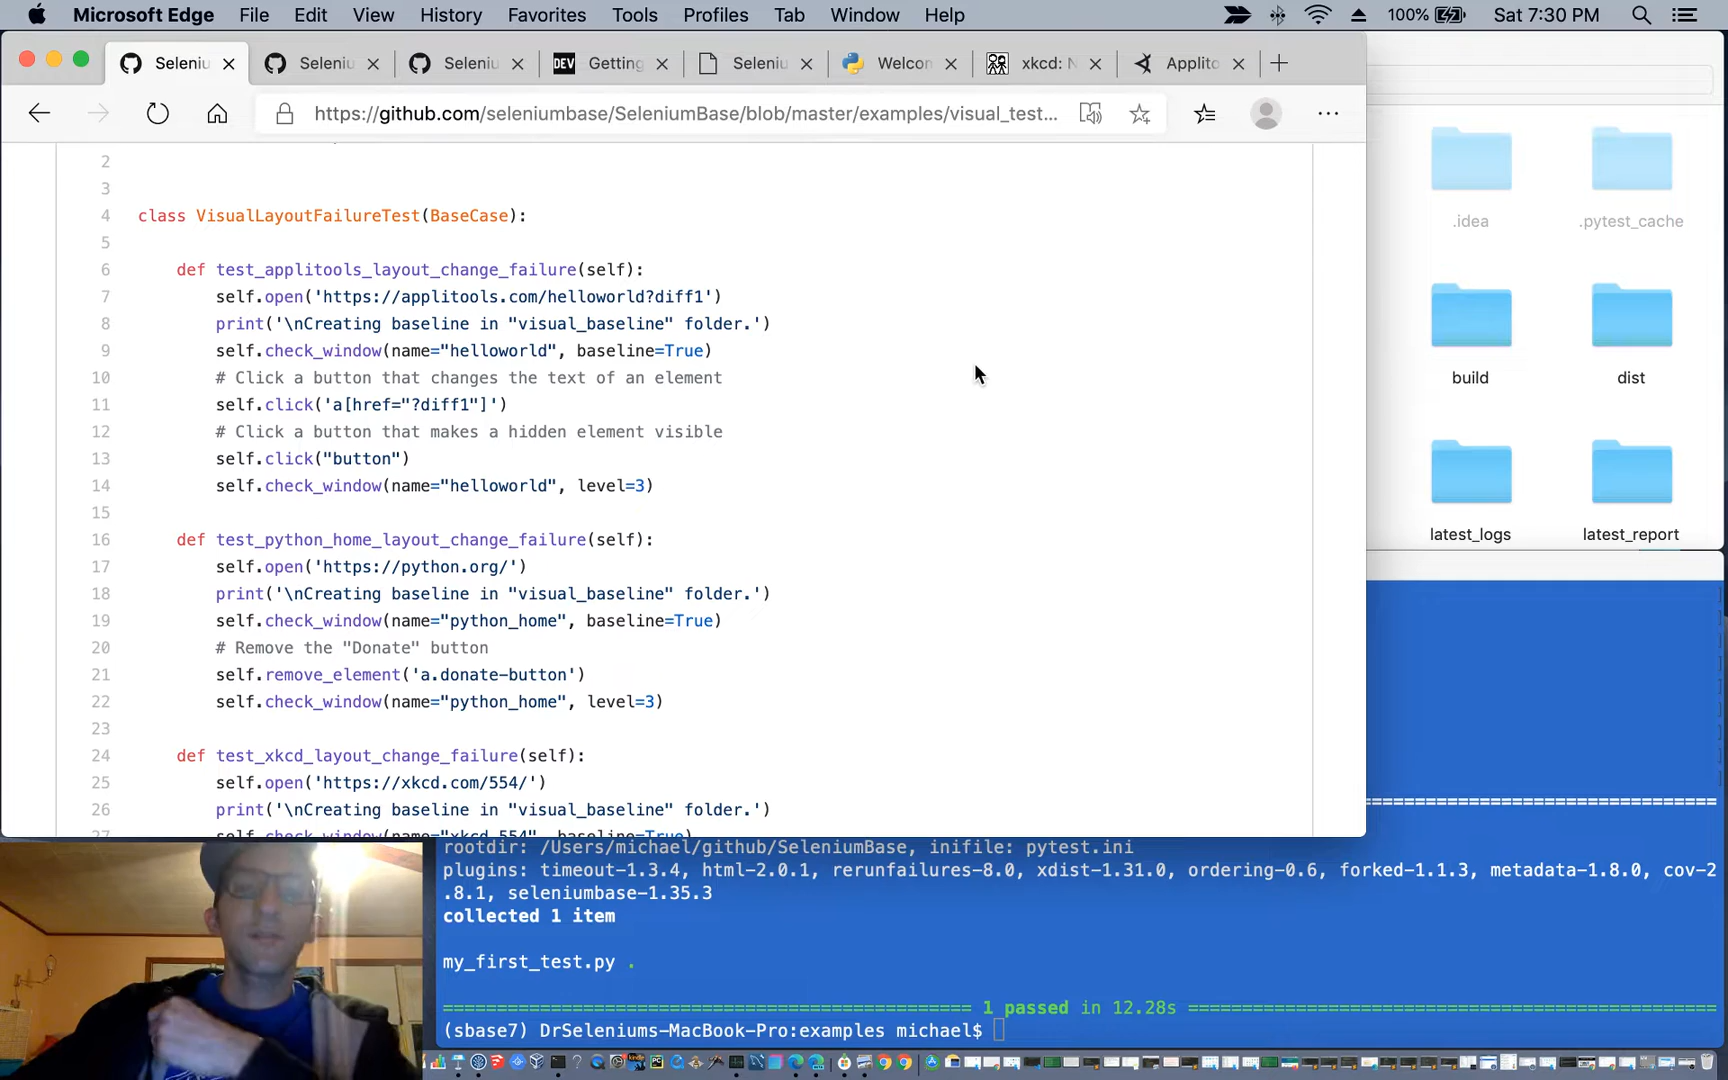 Microsoft Edge File Edit View History Favorites Tools Profiles Tab Window Help 100% Sat 7:30 PM
Seleniu Seleniu Seleniu DEV Getting Seleniu Welcon xkcd: N Applito
https://github.com/seleniumbase/SeleniumBase/blob/master/examples/visual_test...
2
3
4 class VisualLayoutFailureTest(BaseCase):
5
6 def test_applitools_layout_change_failure(self):
7 self.open('https://applitools.com/helloworld?diff1')
8 print('\nCreating baseline in "visual_baseline" folder.')
9 self.check_window(name="helloworld", baseline=True)
10 # Click a button that changes the text of an element
11 self.click('a[href="?diff1"]')
12 # Click a button that makes a hidden element visible
13 self.click("button")
14 self.check_window(name="helloworld", level=3)
15
16 def test_python_home_layout_change_failure(self):
17 self.open('https://python.org/')
18 print('\nCreating baseline in "visual_baseline" folder.')
19 self.check_window(name="python_home", baseline=True)
20 # Remove the "Donate" button
21 self.remove_element('a.donate-button')
22 self.check_window(name="python_home", level=3)
23
24 def test_xkcd_layout_change_failure(self):
25 self.open('https://xkcd.com/554/')
26 print('\nCreating baseline in "visual_baseline" folder.')
27 self.check_window(name="xkcd_554", baseline=True)
.idea .pytest_cache
build dist
latest_logs latest_report
rootdir: /Users/michael/github/SeleniumBase, inifile: pytest.ini
plugins: timeout-1.3.4, html-2.0.1, rerunfailures-8.0, xdist-1.31.0, ordering-0.6, forked-1.1.3, metadata-1.8.0, cov-2
.8.1, seleniumbase-1.35.3
collected 1 item
my_first_test.py .
1 passed in 12.28s
(sbase7) DrSeleniums-MacBook-Pro:examples michael$